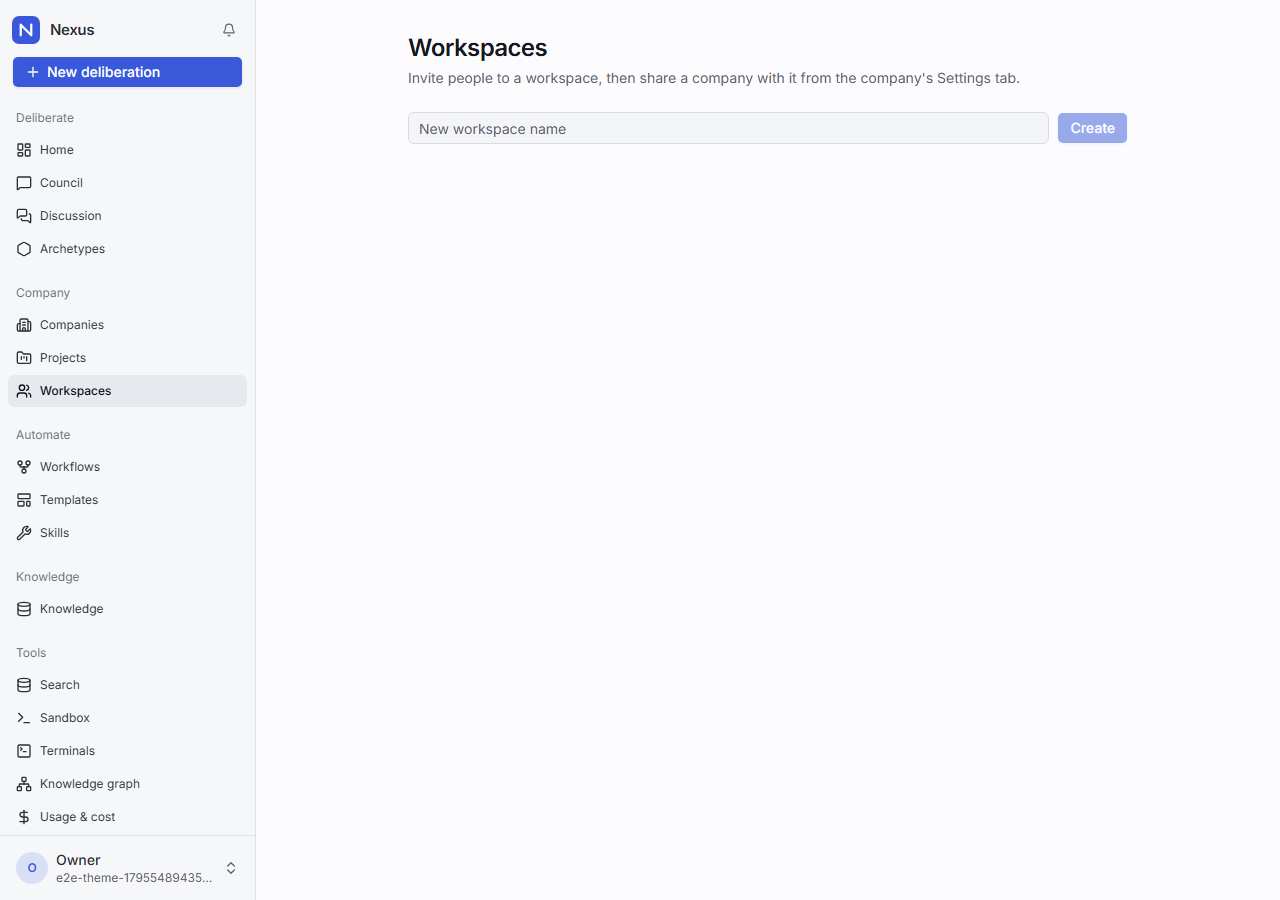 Nexus
New deliberation
Deliberate
Home
Council
Discussion
Archetypes
Company
Companies
Projects
Workspaces
Automate
Workflows
Templates
Skills
Knowledge
Knowledge
Tools
Search
Sandbox
Terminals
Knowledge graph
Usage & cost
O
Owner
e2e-theme-17955489435...
Workspaces
Invite people to a workspace, then share a company with it from the company's Settings tab.
New workspace name
Create